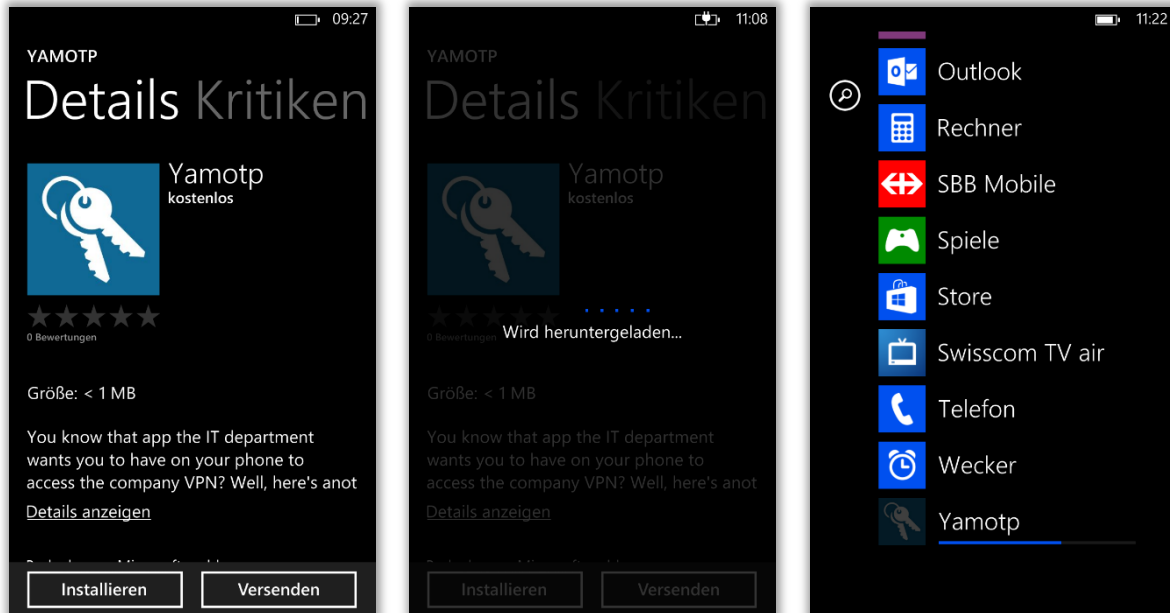 09:27
YAMOTP
Details Kritiken
Yamotp
kostenlos
0 Bewertungen
Größe: < 1 MB
You know that app the IT department
wants you to have on your phone to
access the company VPN? Well, here's anot
Details anzeigen
Installieren
Versenden
11:08
YAMOTP
Details Kritiken
Yamotp
kostenlos
0 Bewertungen
Wird heruntergeladen...
Größe: < 1 MB
You know that app the IT department
wants you to have on your phone to
access the company VPN? Well, here's anot
Details anzeigen
Installieren
Versenden
11:22
Outlook
Rechner
SBB Mobile
Spiele
Store
Swisscom TV air
Telefon
Wecker
Yamotp